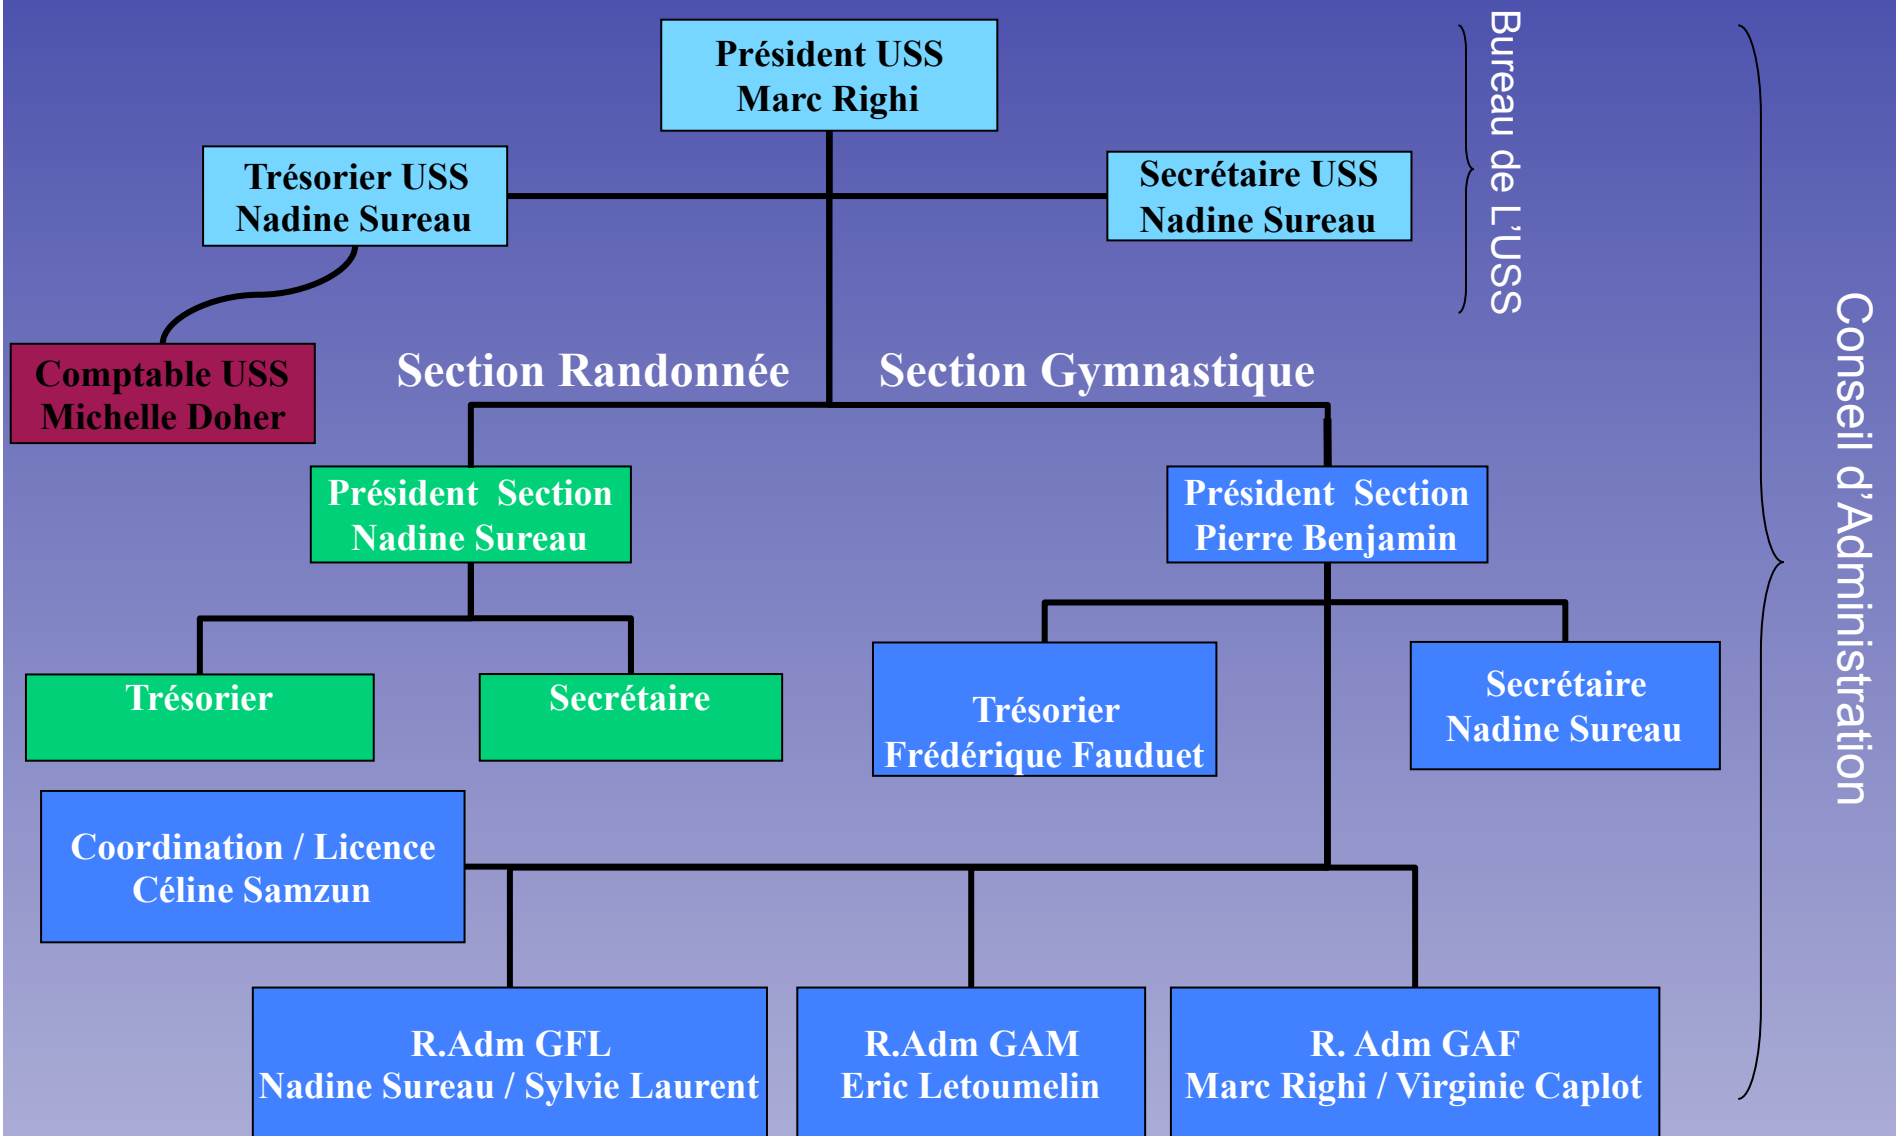 Président USS
Marc Righi
Bureau de L'USS
Trésorier USS
Nadine Sureau
Secrétaire USS
Nadine Sureau
Conseil d'Administration
Comptable USS
Michelle Doher
Section Randonnée
Section Gymnastique
Président Section
Nadine Sureau
Président Section
Pierre Benjamin
Trésorier
Secrétaire
Trésorier
Frédérique Fauduet
Secrétaire
Nadine Sureau
Coordination / Licence
Céline Samzun
R.Adm GFL
Nadine Sureau / Sylvie Laurent
R.Adm GAM
Eric Letoumelin
R. Adm GAF
Marc Righi / Virginie Caplot